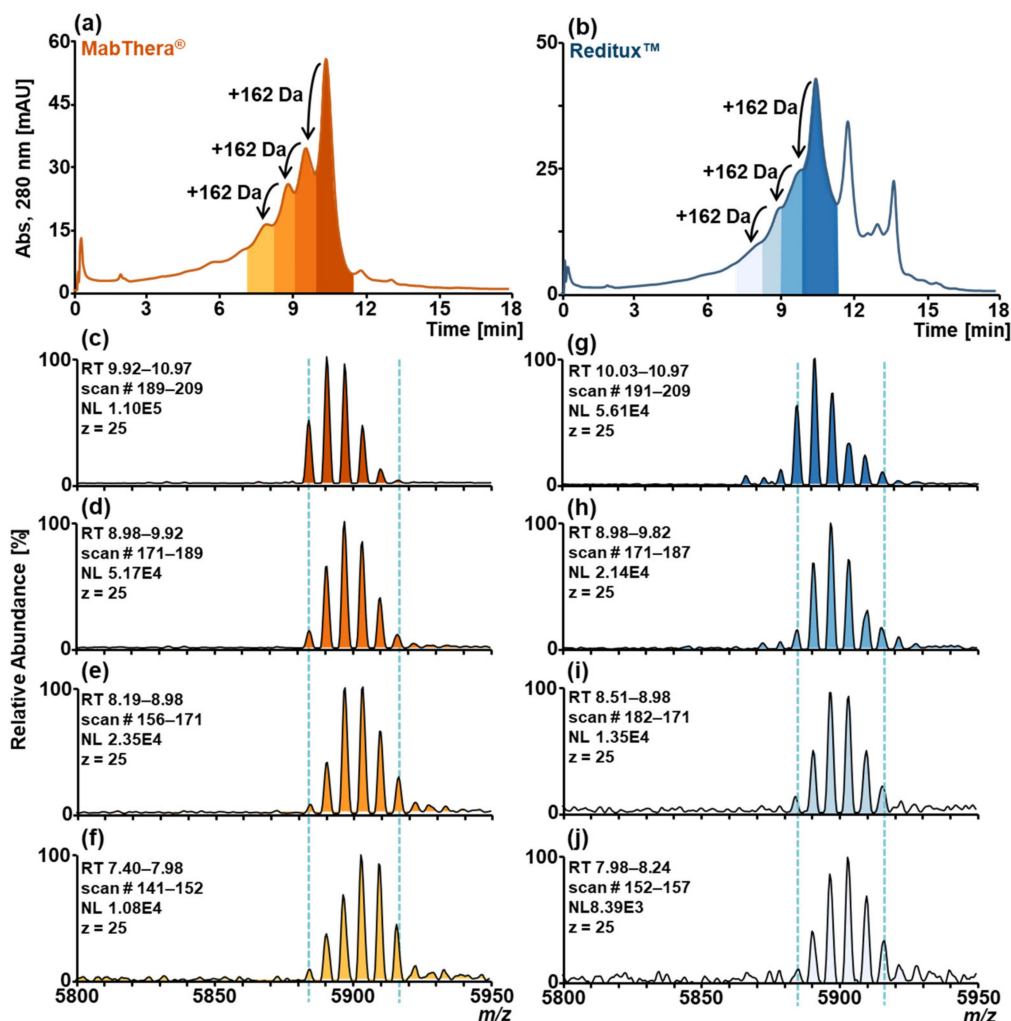 (a)
MabThera®
60
45
30
15
0
Abs, 280 nm [mAU]
+162 Da
+162 Da
+162 Da
0
3
6
9
12
15
18
Time [min]
(b)
Reditux™
50
25
0
+162 Da
+162 Da
+162 Da
0
3
6
9
12
15
18
Time [min]
Relative Abundance [%]
(c)
100
0
RT 9.92–10.97
scan # 189–209
NL 1.10E5
z = 25
(d)
100
0
RT 8.98–9.92
scan # 171–189
NL 5.17E4
z = 25
(e)
100
0
RT 8.19–8.98
scan # 156–171
NL 2.35E4
z = 25
(f)
100
0
RT 7.40–7.98
scan # 141–152
NL 1.08E4
z = 25
5800
5850
5900
5950
m/z
(g)
100
0
RT 10.03–10.97
scan # 191–209
NL 5.61E4
z = 25
(h)
100
0
RT 8.98–9.82
scan # 171–187
NL 2.14E4
z = 25
(i)
100
0
RT 8.51–8.98
scan # 182–171
NL 1.35E4
z = 25
(j)
100
0
RT 7.98–8.24
scan # 152–157
NL8.39E3
z = 25
5800
5850
5900
5950
m/z